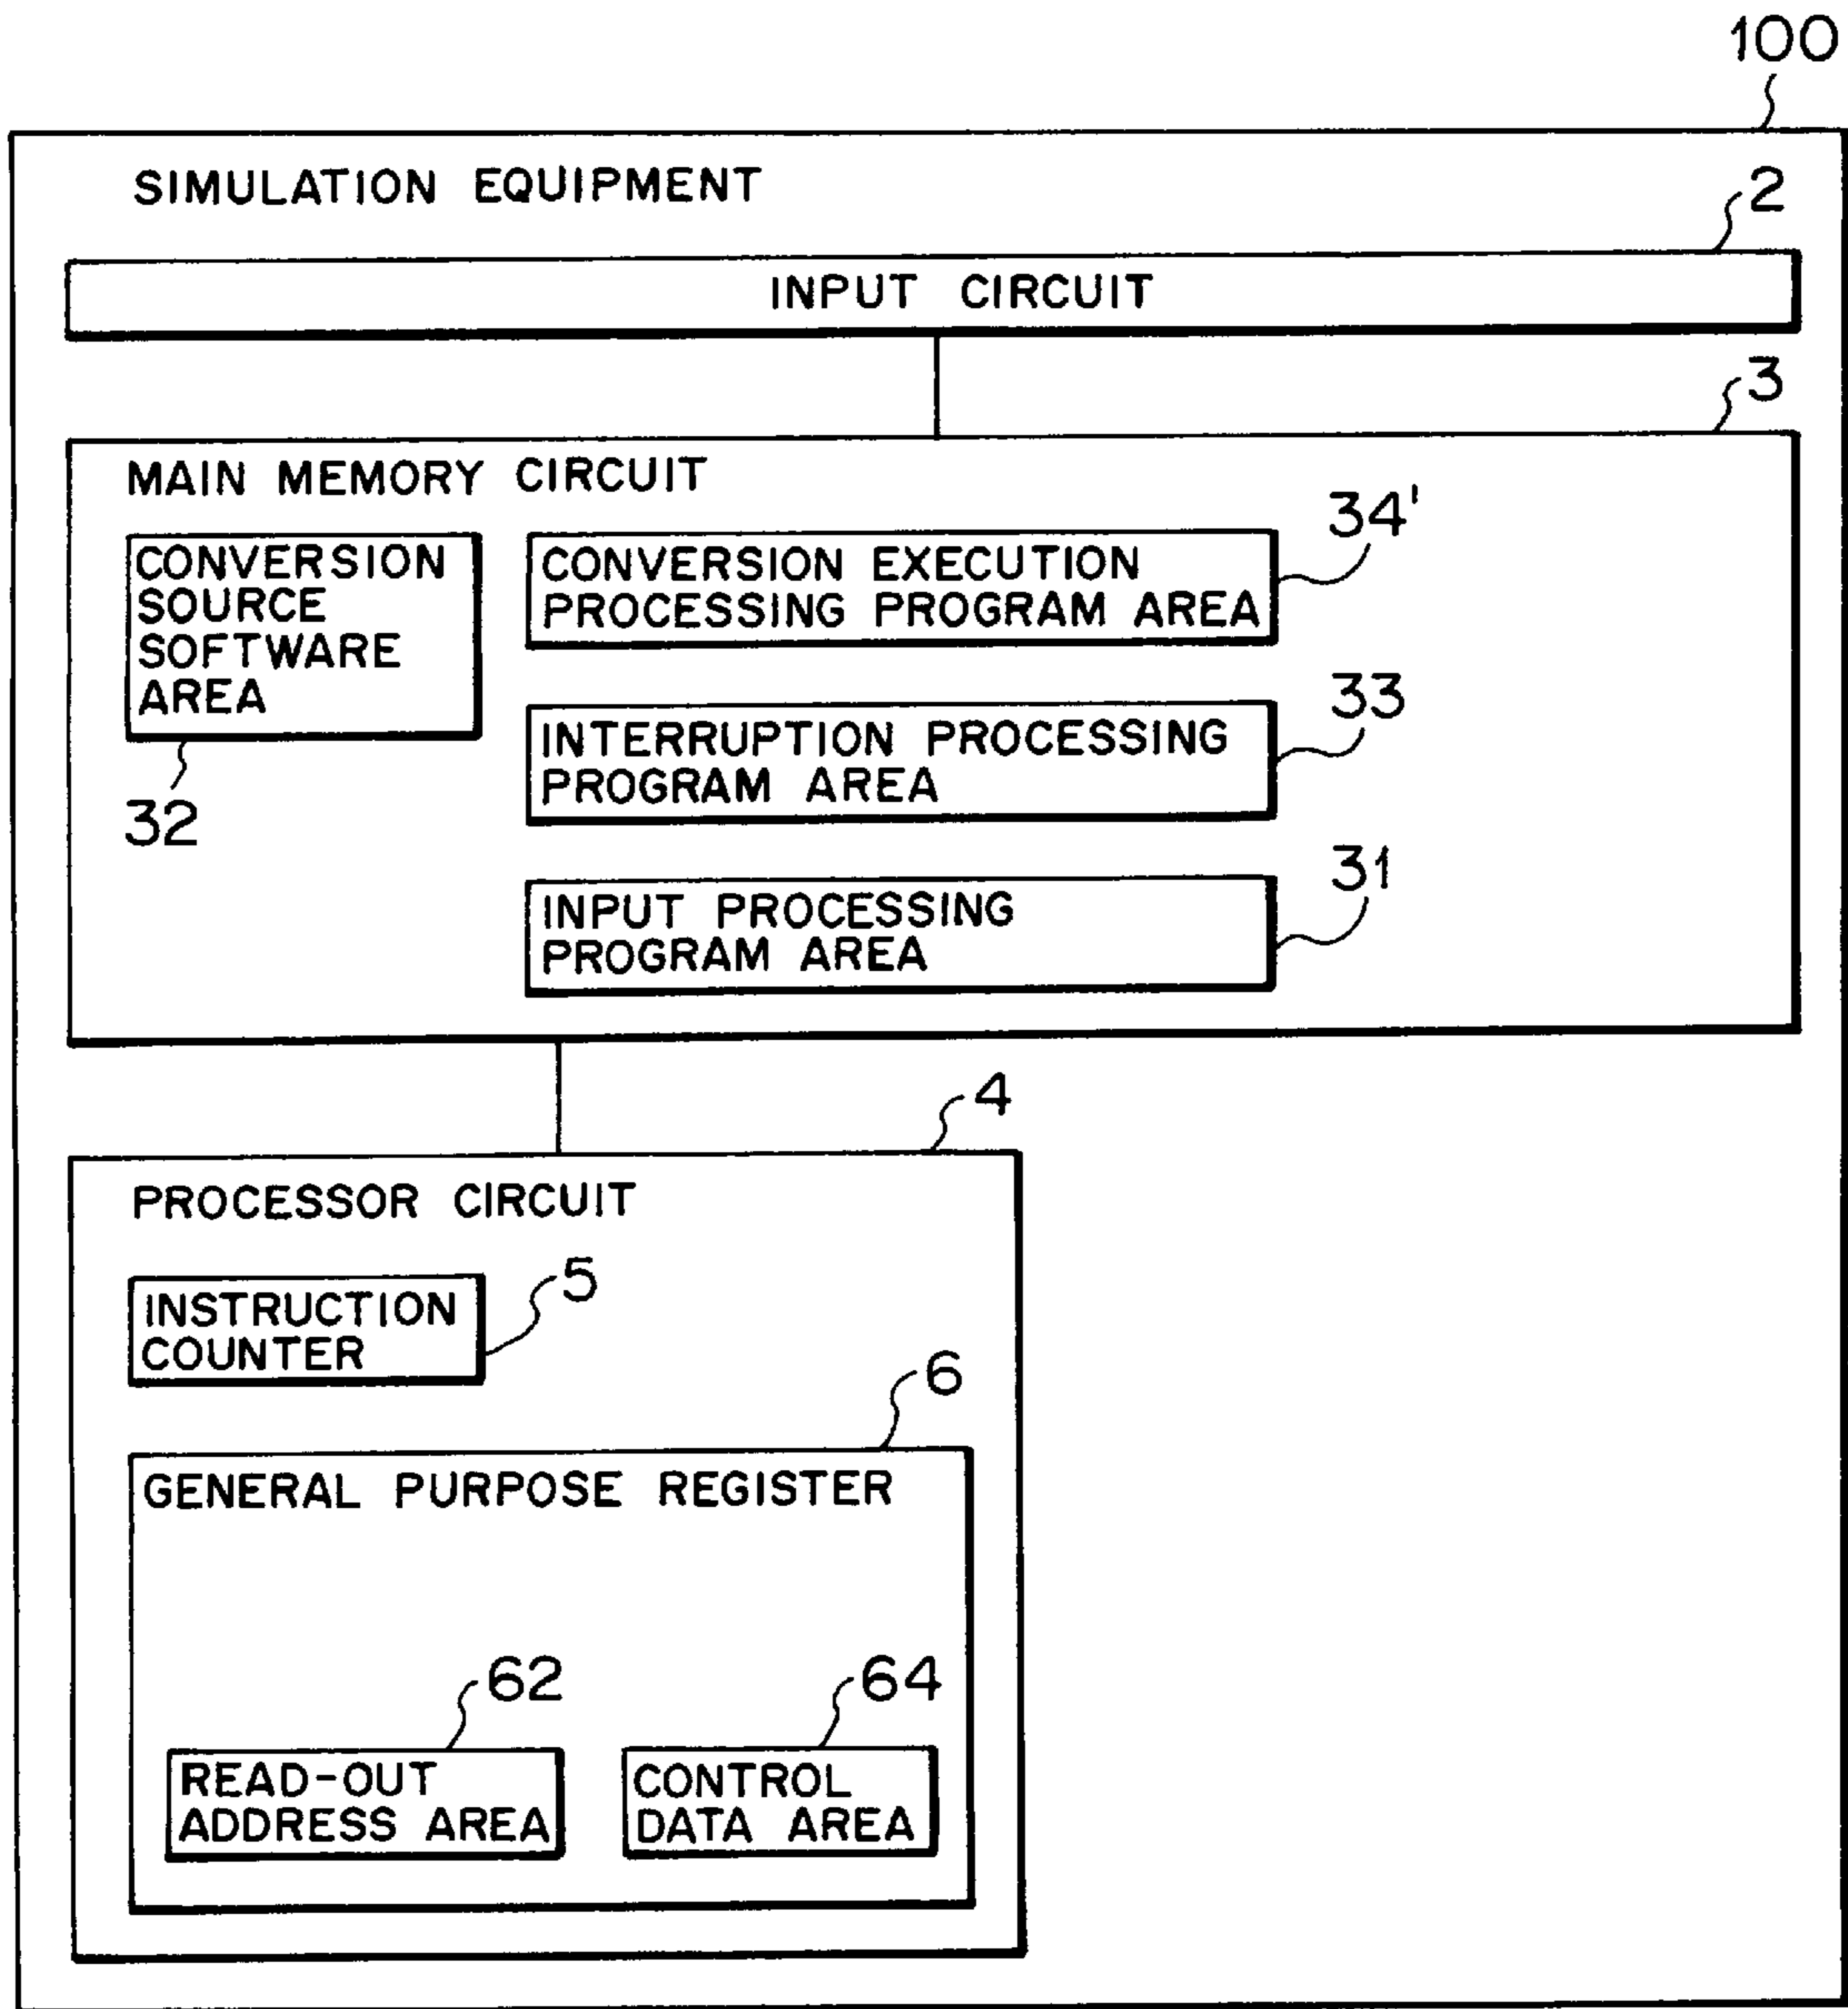 100
SIMULATION EQUIPMENT
2
INPUT CIRCUIT
3
MAIN MEMORY CIRCUIT
34'
CONVERSION
SOURCE
SOFTWARE
AREA
32
CONVERSION EXECUTION
PROCESSING PROGRAM AREA
33
INTERRUPTION PROCESSING
PROGRAM AREA
31
INPUT PROCESSING
PROGRAM AREA
4
PROCESSOR CIRCUIT
5
INSTRUCTION
COUNTER
6
GENERAL PURPOSE REGISTER
62
READ-OUT
ADDRESS AREA
64
CONTROL
DATA AREA